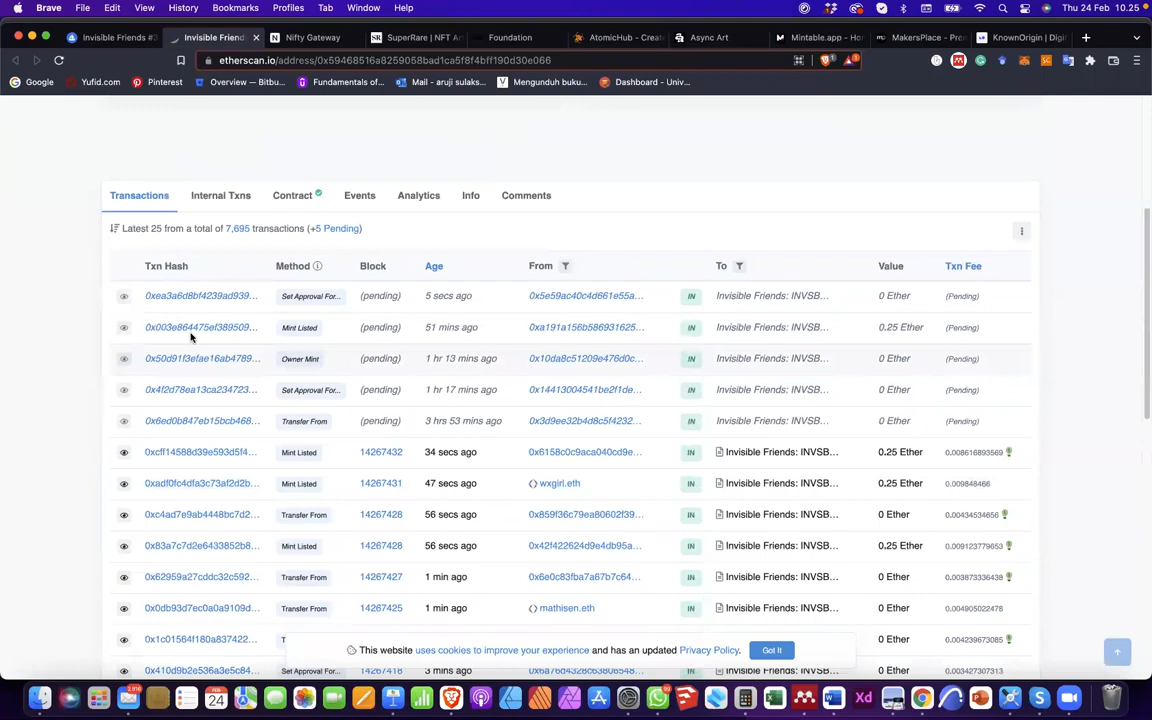 Brave File Edit View History Bookmarks Profiles Tab Window Help Thu 24 Feb 10.25
Invisible Friends #3 Invisible Friend Nifty Gateway SuperRare | NFT Ar Foundation AtomicHub - Create Async Art Mintable.app - Hor MakersPlace - Pre KnownOrigin | Digi
etherscan.io/address/0x59468516a8259058bad1ca5f8f4bff190d30e066
Google Yufid.com Pinterest Overview – Bitbu... Fundamentals of... Mail - aruji sulaks... Mengunduh buku... Dashboard - Univ...
Transactions Internal Txns Contract Events Analytics Info Comments
Latest 25 from a total of 7,695 transactions (+5 Pending)
Txn Hash Method Block Age From To Value Txn Fee
0xea3a6d8bf4239ad939... Set Approval For... (pending) 5 secs ago 0x5e59ac40c4d661e55a... IN Invisible Friends: INVSB... 0 Ether (Pending)
0x003e864475ef389509... Mint Listed (pending) 51 mins ago 0xa191a156b586931625... IN Invisible Friends: INVSB... 0.25 Ether (Pending)
0x50d91f3efae16ab4789... Owner Mint (pending) 1 hr 13 mins ago 0x10da8c51209e476d0c... IN Invisible Friends: INVSB... 0 Ether (Pending)
0x4f2d78ea13ca234723... Set Approval For... (pending) 1 hr 17 mins ago 0x14413004541be2f1de... IN Invisible Friends: INVSB... 0 Ether (Pending)
0x6ed0b847eb15bcb468... Transfer From (pending) 3 hrs 53 mins ago 0x3d9ee32b4d8c5f4232... IN Invisible Friends: INVSB... 0 Ether (Pending)
0xcff14588d39e593d5f4... Mint Listed 14267432 34 secs ago 0x6158c0c9aca040cd9e... IN Invisible Friends: INVSB... 0.25 Ether 0.008616893569
0xadf0fc4dfa3c73af2d2b... Mint Listed 14267431 47 secs ago wxgirl.eth IN Invisible Friends: INVSB... 0.25 Ether 0.009848466
0xc4ad7e9ab4448bc7d2... Transfer From 14267428 56 secs ago 0x859f36c79ea80602f39... IN Invisible Friends: INVSB... 0 Ether 0.00434534656
0x83a7c7d2e6433852b8... Mint Listed 14267428 56 secs ago 0x42f422624d9e4db95a... IN Invisible Friends: INVSB... 0.25 Ether 0.009123779653
0x62959a27cddc32c592... Transfer From 14267427 1 min ago 0x6e0c83fba7a67b7c64... IN Invisible Friends: INVSB... 0 Ether 0.003873336438
0x0db93d7ec0a0a9109d... Transfer From 14267425 1 min ago mathisen.eth IN Invisible Friends: INVSB... 0 Ether 0.004905022478
0x1c01564f180a837422... 0 Ether 0.004239673085
This website uses cookies to improve your experience and has an updated Privacy Policy. Got It
0x410d9b2e536a3e5c84... Set Approval For... 3 mins ago IN 0 Ether 0.003427307313